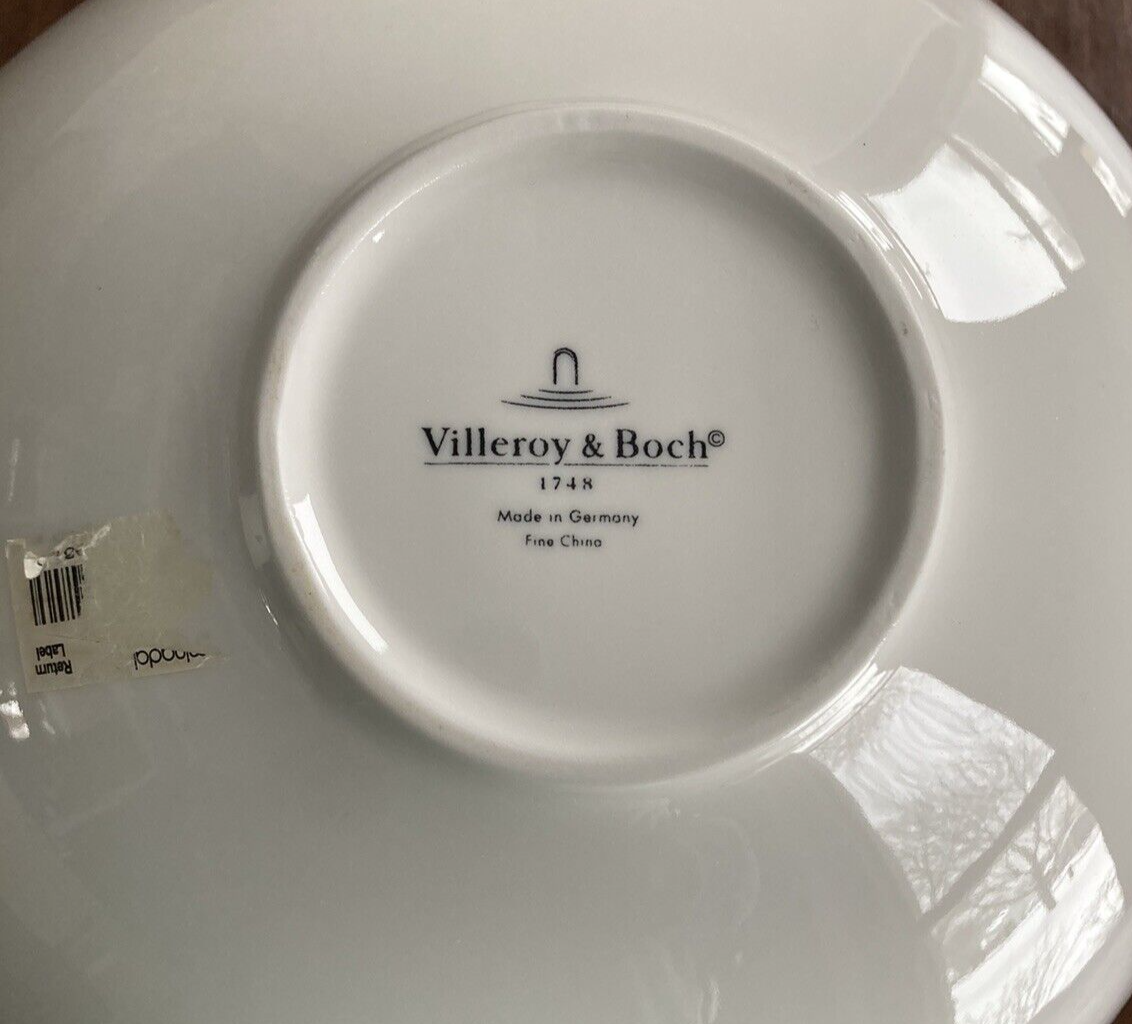 Villeroy & Boch©
1748
Made in Germany
Fine China
Return
Label